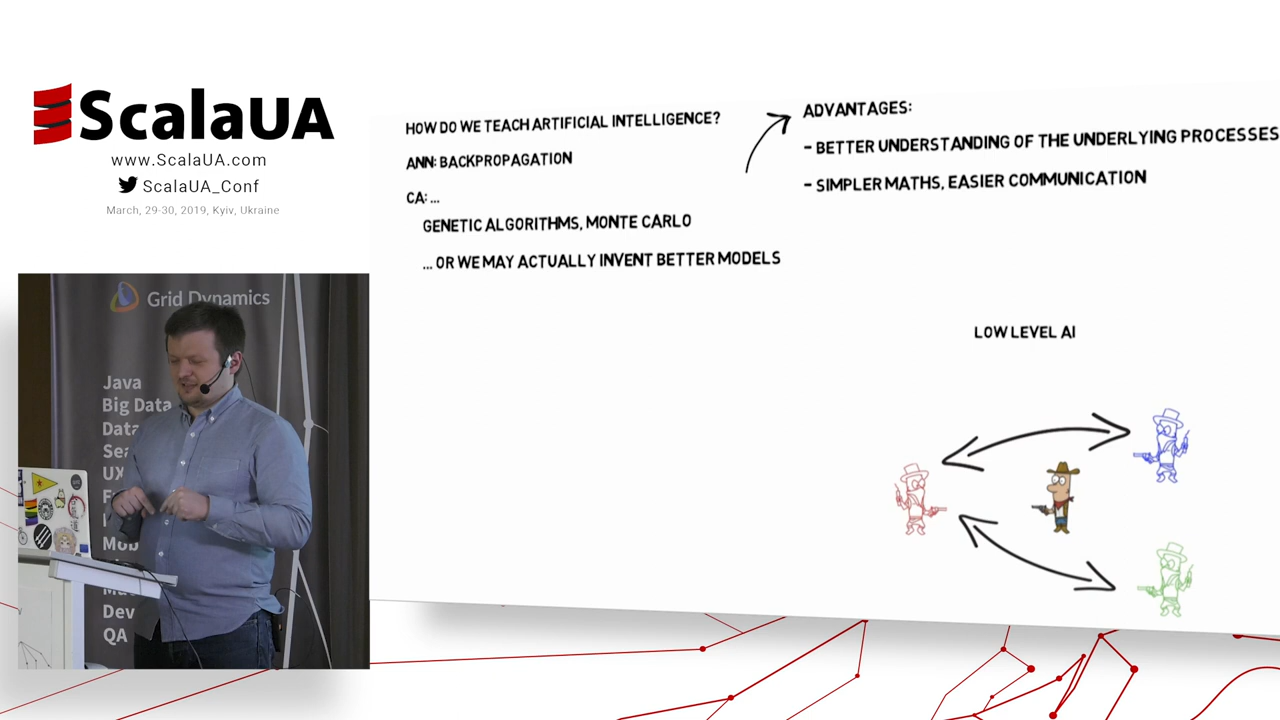 ScalaUA
www.ScalaUA.com
ScalaUA_Conf
March, 29-30, 2019, Kyiv, Ukraine
Grid Dynamics
Java
Big Data
Data
UX
Mob
Dev
QA
HOW DO WE TEACH ARTIFICIAL INTELLIGENCE?
ANN: BACKPROPAGATION
CA: ...
GENETIC ALGORITHMS, MONTE CARLO
... OR WE MAY ACTUALLY INVENT BETTER MODELS
ADVANTAGES:
- BETTER UNDERSTANDING OF THE UNDERLYING PROCESSES
- SIMPLER MATHS, EASIER COMMUNICATION
LOW LEVEL AI